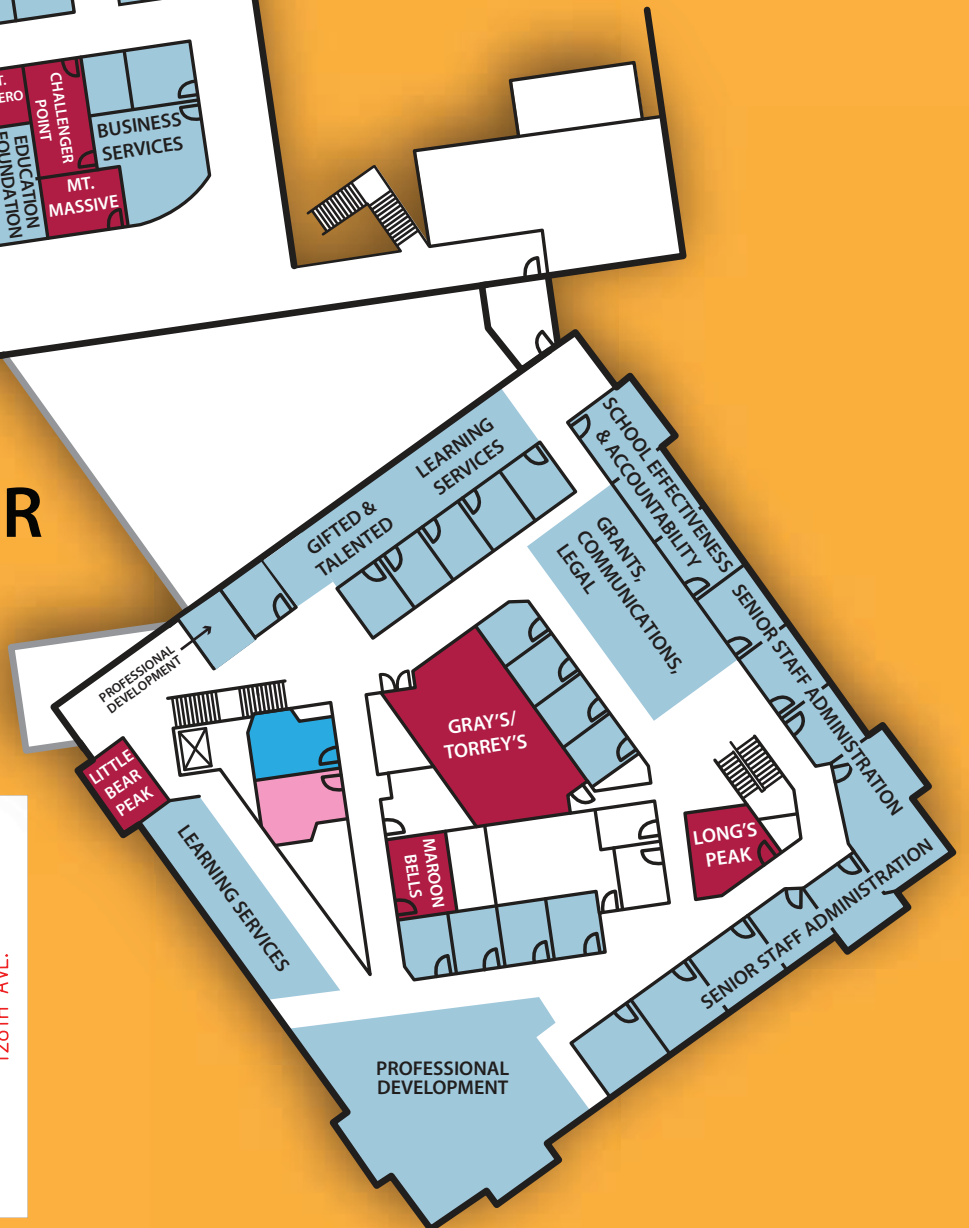 CHALLENGER
POINT
BUSINESS
SERVICES
EDUCATION
FOUNDATION
MT.
MASSIVE
R
LEARNING
SERVICES
GIFTED &
TALENTED
SCHOOL EFFECTIVENESS
& ACCOUNTABILITY
GRANTS,
COMMUNICATIONS,
LEGAL
SENIOR STAFF ADMINISTRATION
PROFESSIONAL
DEVELOPMENT
GRAY'S/
TORREY'S
LITTLE
BEAR
PEAK
LEARNING SERVICES
MAROON
BELLS
LONG'S
PEAK
SENIOR STAFF ADMINISTRATION
PROFESSIONAL
DEVELOPMENT
128TH AVE.